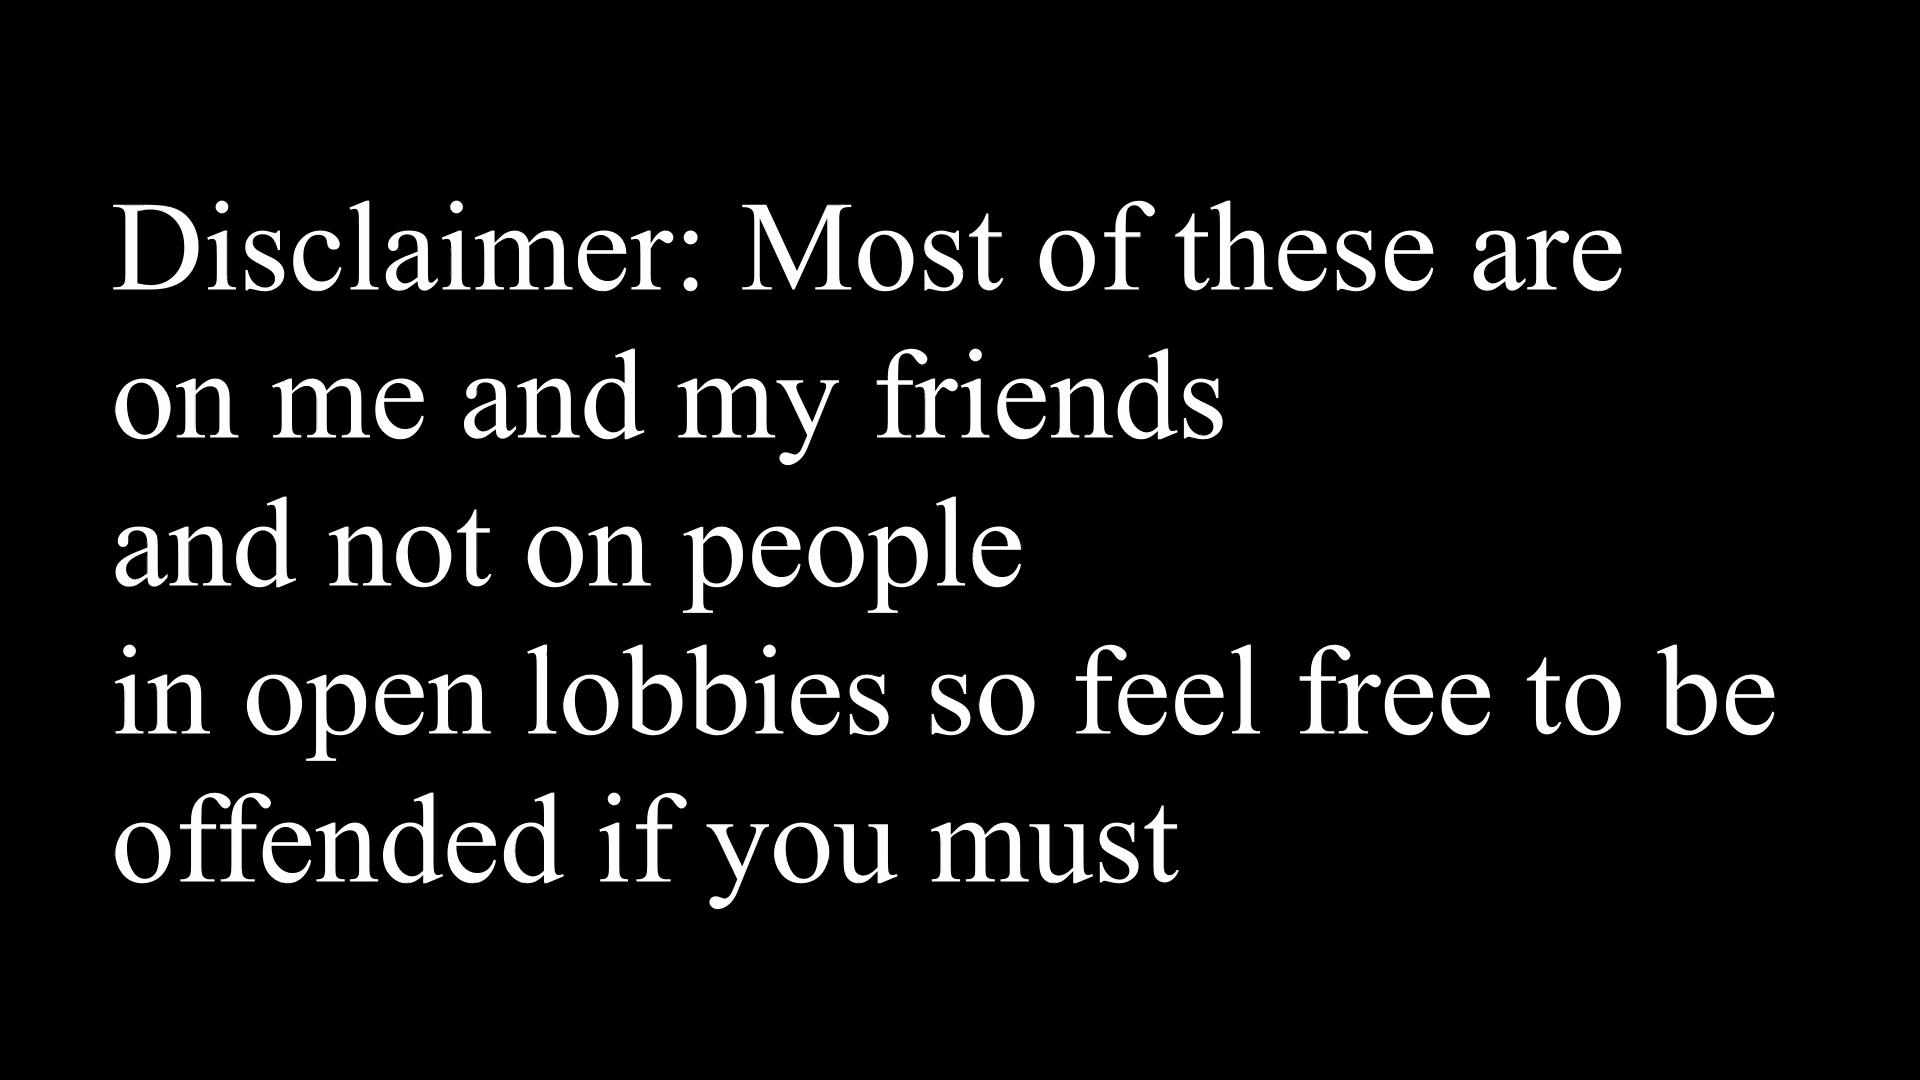 Disclaimer: Most of these are
on me and my friends
and not on people
in open lobbies so feel free to be
offended if you must